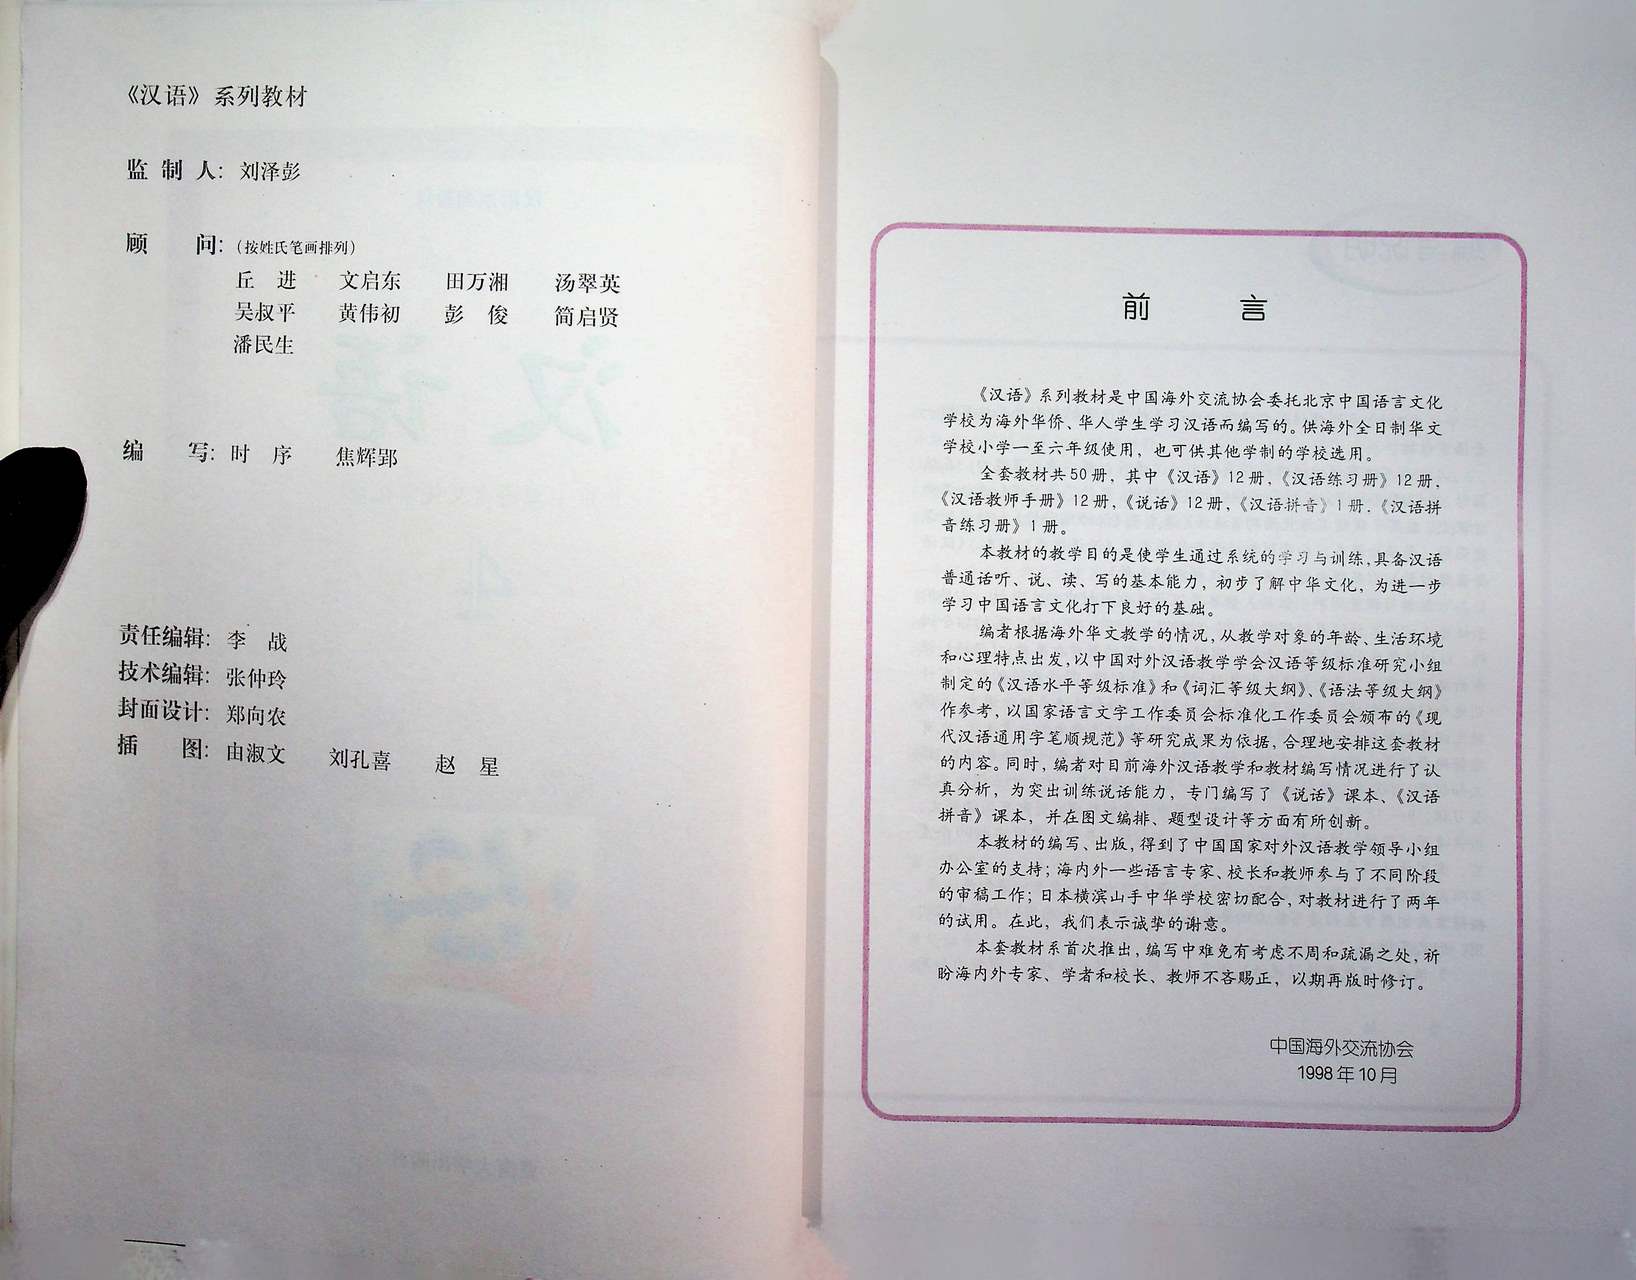 《汉语》系列教材
监 制 人: 刘泽彭
顾 问: (按姓氏笔画排列)
丘 进 文启东 田万湘 汤翠英
吴叔平 黄伟初 彭 俊 简启贤
潘民生
编 写: 时 序 焦辉郢
责任编辑: 李 战
技术编辑: 张仲玲
封面设计: 郑向农
插 图: 由淑文 刘孔喜 赵 星
前 言
《汉语》系列教材是中国海外交流协会委托北京中国语言文化
学校为海外华侨、华人学生学习汉语而编写的。供海外全日制华文
学校小学一至六年级使用，也可供其他学制的学校选用。
全套教材共50册，其中《汉语》12册，《汉语练习册》12册，
《汉语教师手册》12册，《说话》12册，《汉语拼音》1册，《汉语拼
音练习册》1册。
本教材的教学目的是使学生通过系统的学习与训练,具备汉语
普通话听、说、读、写的基本能力，初步了解中华文化，为进一步
学习中国语言文化打下良好的基础。
编者根据海外华文教学的情况,从教学对象的年龄、生活环境
和心理特点出发,以中国对外汉语教学学会汉语等级标准研究小组
制定的《汉语水平等级标准》和《词汇等级大纲》、《语法等级大纲》
作参考，以国家语言文字工作委员会标准化工作委员会颁布的《现
代汉语通用字笔顺规范》等研究成果为依据，合理地安排这套教材
的内容。同时，编者对目前海外汉语教学和教材编写情况进行了认
真分析，为突出训练说话能力，专门编写了《说话》课本、《汉语
拼音》课本，并在图文编排、题型设计等方面有所创新。
本教材的编写、出版，得到了中国国家对外汉语教学领导小组
办公室的支持；海内外一些语言专家、校长和教师参与了不同阶段
的审稿工作；日本横滨山手中华学校密切配合，对教材进行了两年
的试用。在此，我们表示诚挚的谢意。
本套教材系首次推出，编写中难免有考虑不周和疏漏之处，祈
盼海内外专家、学者和校长、教师不吝赐正，以期再版时修订。
中国海外交流协会
1998年10月